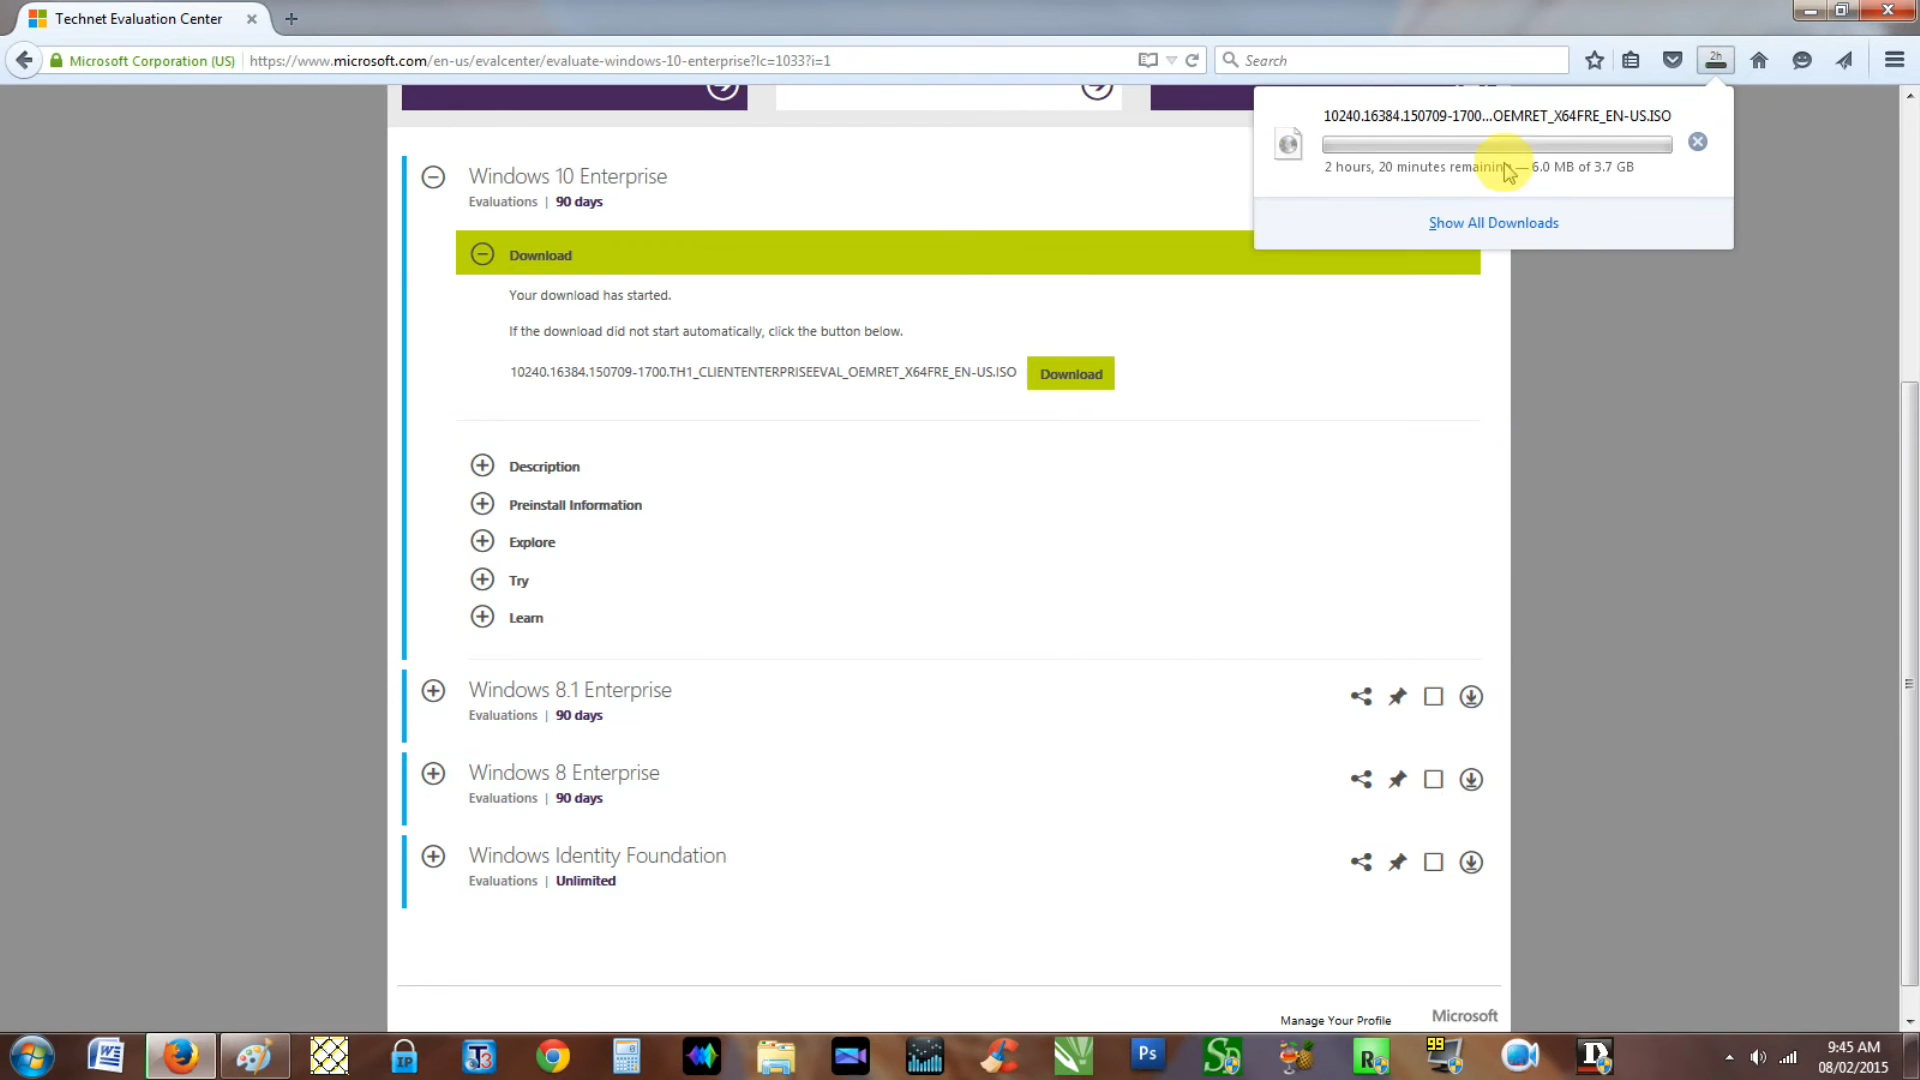 Technet Evaluation Center
Microsoft Corporation (US)
https://www.microsoft.com/en-us/evalcenter/evaluate-windows-10-enterprise?lc=1033?i=1
Search
2h
10240.16384.150709-1700...OEMRET_X64FRE_EN-US.ISO
2 hours, 20 minutes remaining — 6.0 MB of 3.7 GB
Show All Downloads
Windows 10 Enterprise
Evaluations | 90 days
Download
Your download has started.
If the download did not start automatically, click the button below.
10240.16384.150709-1700.TH1_CLIENTENTERPRISEEVAL_OEMRET_X64FRE_EN-US.ISO Download
Description
Preinstall Information
Explore
Try
Learn
Windows 8.1 Enterprise
Evaluations | 90 days
Windows 8 Enterprise
Evaluations | 90 days
Windows Identity Foundation
Evaluations | Unlimited
Manage Your Profile
Microsoft
W
IP
T3
Ps
99
R
D
9:45 AM
08/02/2015